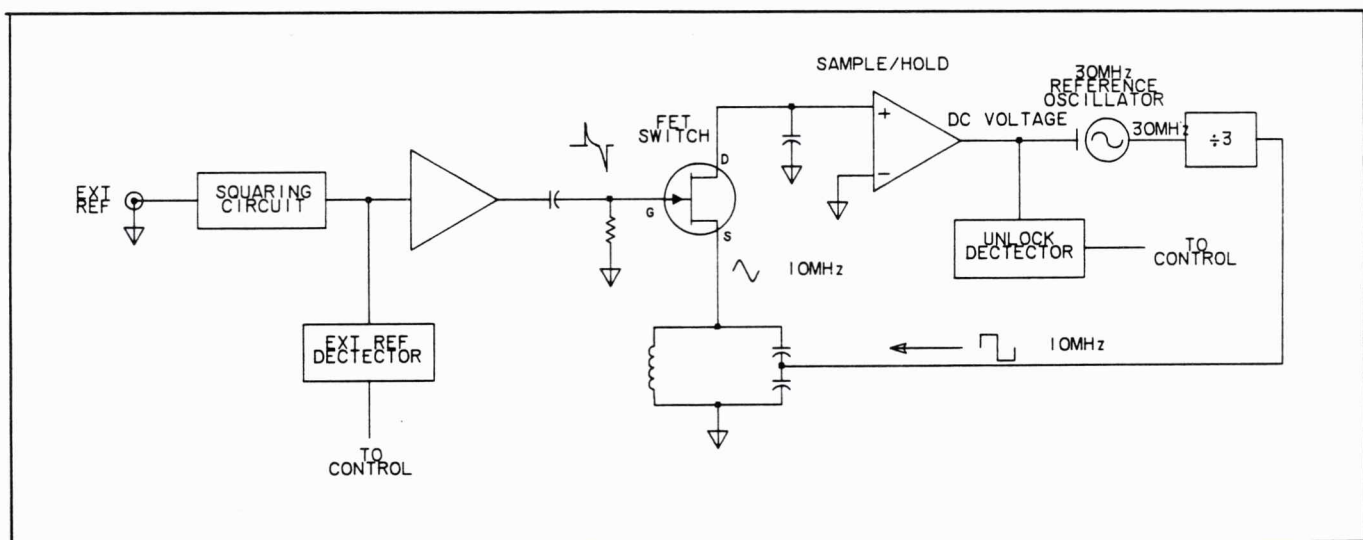 SAMPLE/HOLD
30MHz
REFERENCE
OSCILLATOR
FET
SWITCH
DC VOLTAGE
30MHz
÷3
+
−
D
G
S
EXT
REF
SQUARING
CIRCUIT
UNLOCK
DECTECTOR
TO
CONTROL
10MHz
EXT REF
DECTECTOR
10MHz
TO
CONTROL